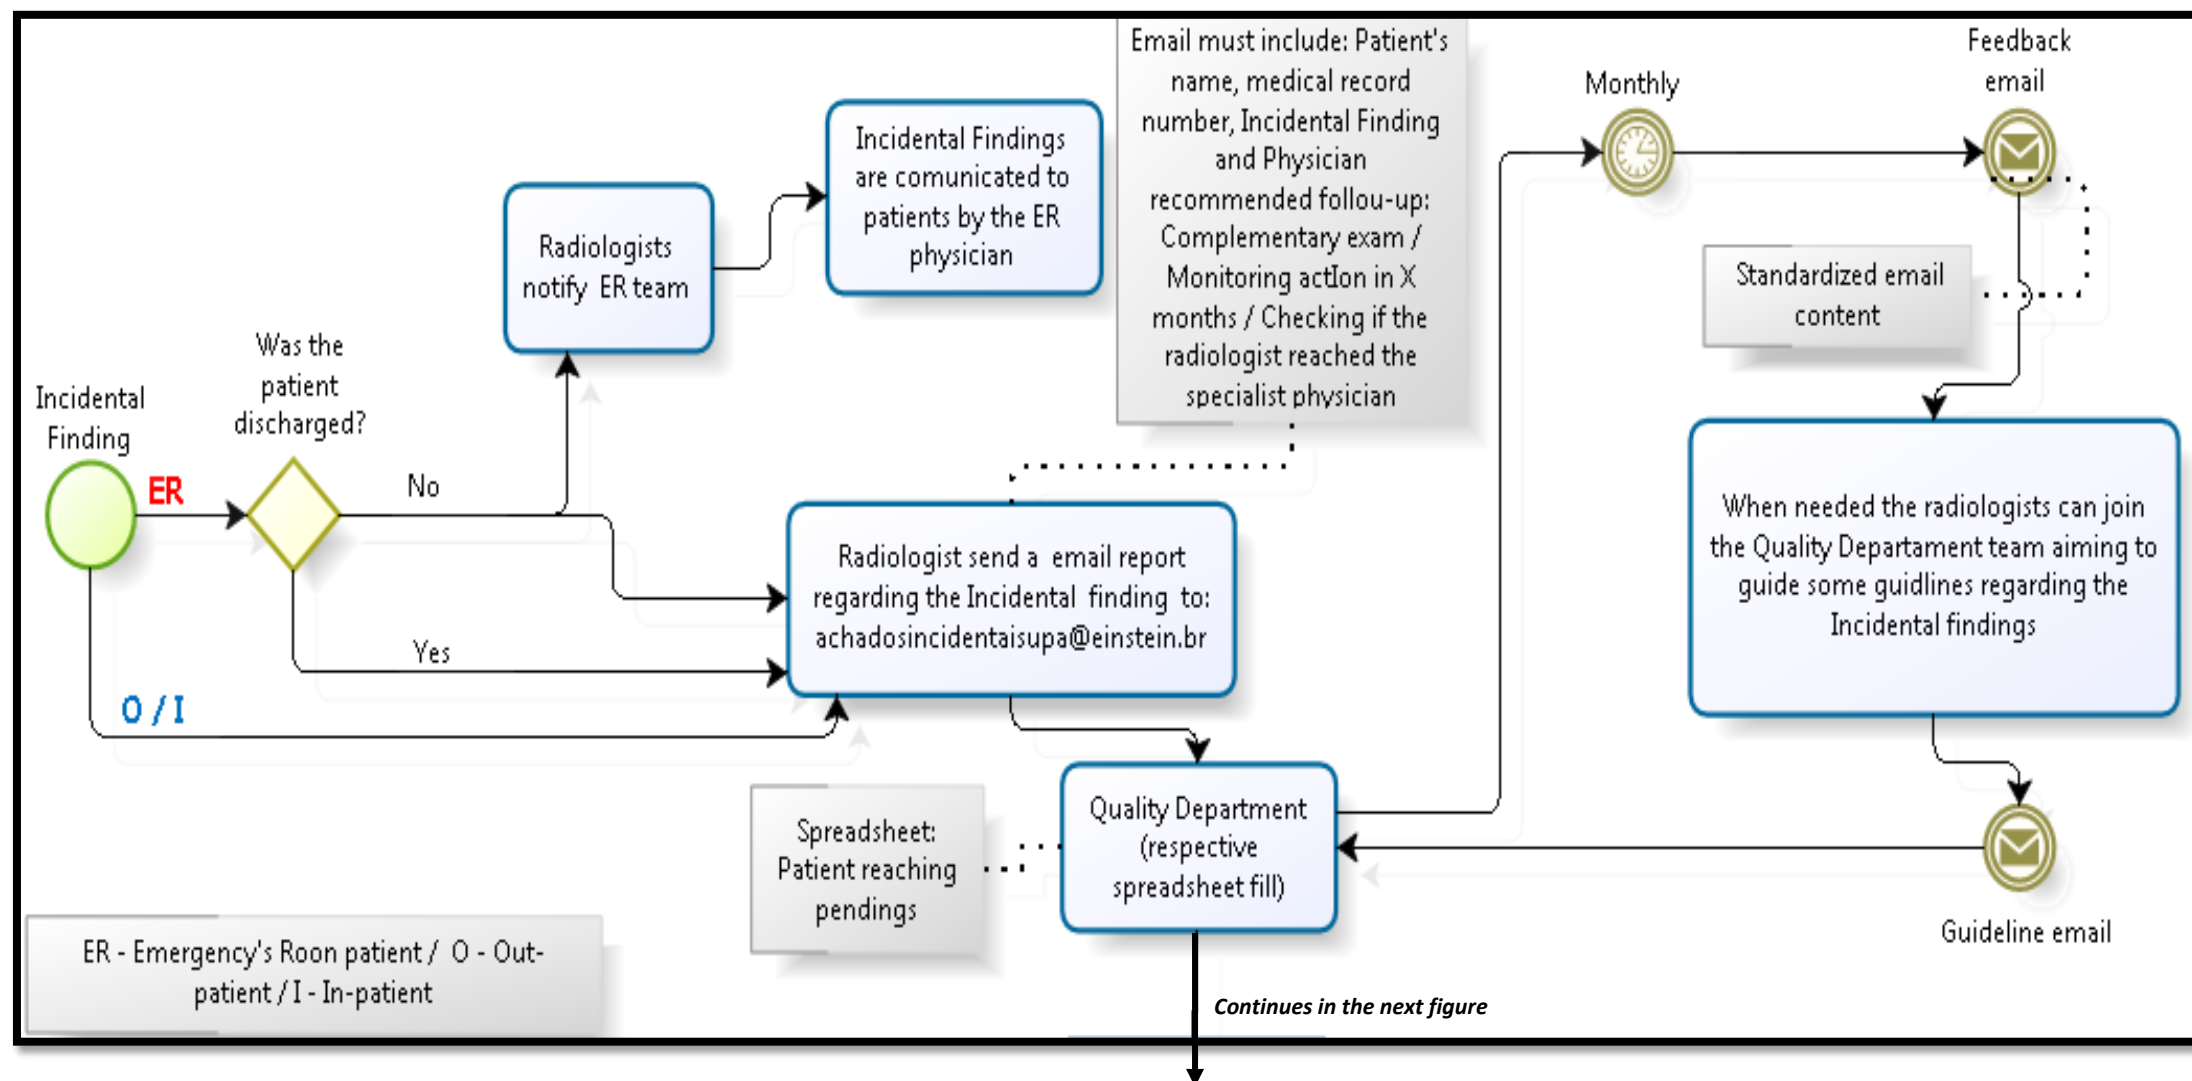 Incidental
Finding
ER
O / I
Was the
patient
discharged?
No
Yes
Radiologists
notify ER team
Incidental Findings
are comunicated to
patients by the ER
physician
Email must include: Patient's
name, medical record
number, Incidental Finding
and Physician
recommended follou-up:
Complementary exam /
Monitoring actIon in X
months / Checking if the
radiologist reached the
specialist physician
Radiologist send a email report
regarding the Incidental finding to:
achadosincidentaisupa@einstein.br
Monthly
Feedback
email
Standardized email
content
When needed the radiologists can join
the Quality Departament team aiming to
guide some guidlines regarding the
Incidental findings
Guideline email
Quality Department
(respective
spreadsheet fill)
Spreadsheet:
Patient reaching
pendings
ER - Emergency's Roon patient / O - Out-
patient / I - In-patient
Continues in the next figure